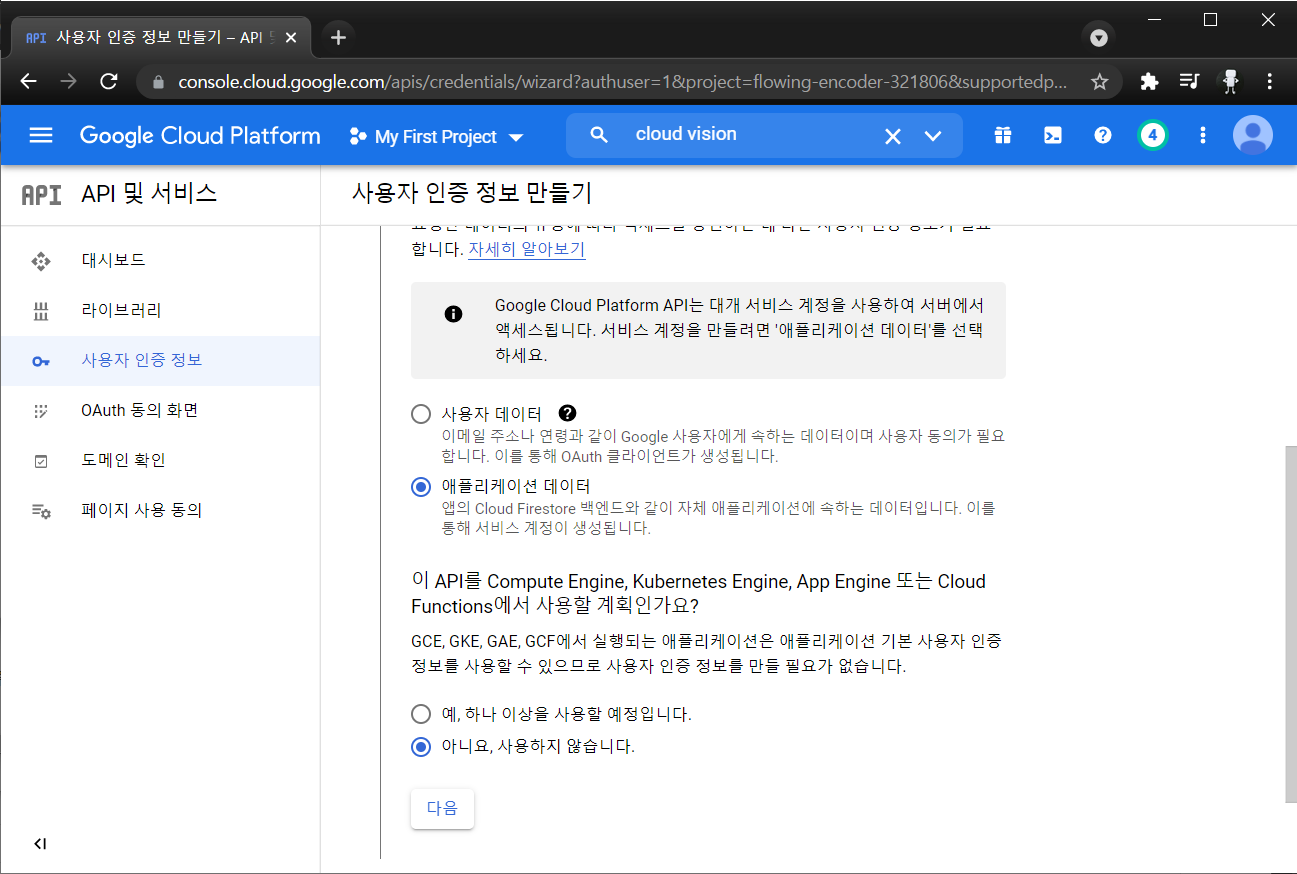 API 사용자 인증 정보 만들기 – API 및
console.cloud.google.com/apis/credentials/wizard?authuser=1&project=flowing-encoder-321806&supportedp...
Google Cloud Platform
My First Project
cloud vision
4
API API 및 서비스
사용자 인증 정보 만들기
대시보드
라이브러리
사용자 인증 정보
OAuth 동의 화면
도메인 확인
페이지 사용 동의
합니다. 자세히 알아보기
Google Cloud Platform API는 대개 서비스 계정을 사용하여 서버에서
액세스됩니다. 서비스 계정을 만들려면 '애플리케이션 데이터'를 선택
하세요.
사용자 데이터
이메일 주소나 연령과 같이 Google 사용자에게 속하는 데이터이며 사용자 동의가 필요
합니다. 이를 통해 OAuth 클라이언트가 생성됩니다.
애플리케이션 데이터
앱의 Cloud Firestore 백엔드와 같이 자체 애플리케이션에 속하는 데이터입니다. 이를
통해 서비스 계정이 생성됩니다.
이 API를 Compute Engine, Kubernetes Engine, App Engine 또는 Cloud
Functions에서 사용할 계획인가요?
GCE, GKE, GAE, GCF에서 실행되는 애플리케이션은 애플리케이션 기본 사용자 인증
정보를 사용할 수 있으므로 사용자 인증 정보를 만들 필요가 없습니다.
예, 하나 이상을 사용할 예정입니다.
아니요, 사용하지 않습니다.
다음